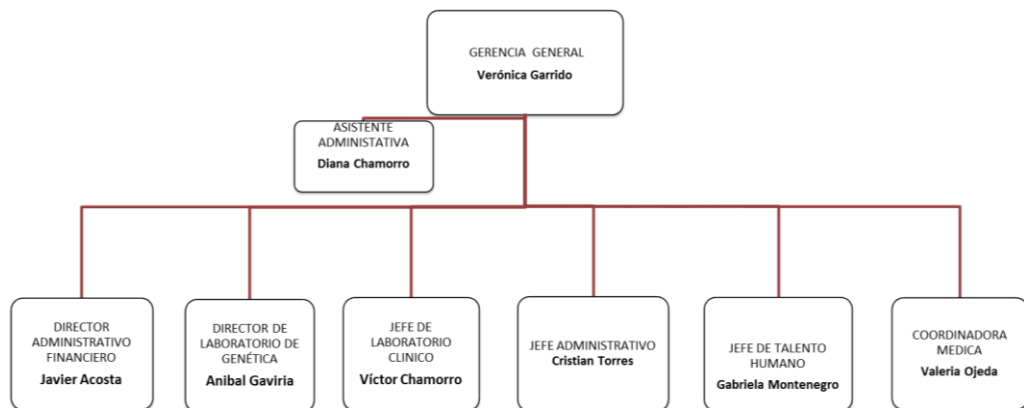 GERENCIA GENERAL
Verónica Garrido
ASISTENTE
ADMINISTATIVA
Diana Chamorro
DIRECTOR
ADMINISTRATIVO
FINANCIERO
Javier Acosta
DIRECTOR DE
LABORATORIO DE
GENÉTICA
Anibal Gaviria
JEFE DE
LABORATORIO
CLINICO
Víctor Chamorro
JEFE ADMINISTRATIVO
Cristian Torres
JEFE DE TALENTO
HUMANO
Gabriela Montenegro
COORDINADORA
MEDICA
Valeria Ojeda